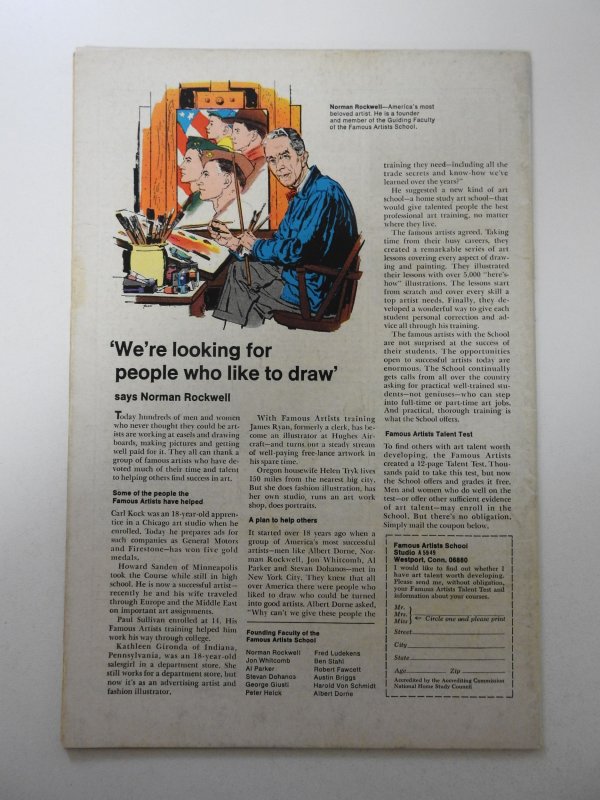 Norman Rockwell—America's most
beloved artist. He is a founder
and member of the Guiding Faculty
of the Famous Artists School.
'We're looking for
people who like to draw'
says Norman Rockwell
Today hundreds of men and women
who never thought they could be art-
ists are working at easels and drawing
boards, making pictures and getting
well paid for it. They all can thank a
group of famous artists who have de-
voted much of their time and talent
to helping others find success in art.
Some of the people the
Famous Artists have helped
Carl Kock was an 18-year-old appren-
tice in a Chicago art studio when he
enrolled. Today he prepares ads for
such companies as General Motors
and Firestone—has won five gold
medals.
Howard Sanden of Minneapolis
took the Course while still in high
school. He is now a successful artist—
recently he and his wife traveled
through Europe and the Middle East
on important art assignments.
Paul Sullivan enrolled at 14. His
Famous Artists training helped him
work his way through college.
Kathleen Gironda of Indiana,
Pennsylvania, was an 18-year-old
salesgirl in a department store. She
still works for a department store, but
now it's as an advertising artist and
fashion illustrator.
With Famous Artists training
James Ryan, formerly a clerk, has be-
come an illustrator at Hughes Air-
craft—and turns out a steady stream
of well-paying free-lance artwork in
his spare time.
Oregon housewife Helen Tryk lives
150 miles from the nearest big city.
But she does fashion illustration, has
her own studio, runs an art work
shop, does portraits.
A plan to help others
It started over 18 years ago when a
group of America's most successful
artists—men like Albert Dorne, Nor-
man Rockwell, Jon Whitcomb, Al
Parker and Stevan Dohanos—met in
New York City. They knew that all
over America there were people who
liked to draw who could be turned
into good artists. Albert Dorne asked,
"Why can't we give these people the
Founding Faculty of the
Famous Artists School
Norman Rockwell
Jon Whitcomb
Al Parker
Stevan Dohanos
George Giusti
Peter Helck
Fred Ludekens
Ben Stahl
Robert Fawcett
Austin Briggs
Harold Von Schmidt
Albert Dorne
training they need—including all the
trade secrets and know-how we've
learned over the years?"
He suggested a new kind of art
school—a home study art school—that
would give talented people the best
professional art training, no matter
where they live.
The famous artists agreed. Taking
time from their busy careers, they
created a remarkable series of art
lessons covering every aspect of draw-
ing and painting. They illustrated
their lessons with over 5,000 "here's-
how" illustrations. The lessons start
from scratch and cover every skill a
top artist needs. Finally, they de-
veloped a wonderful way to give each
student personal correction and ad-
vice all through his training.
The famous artists with the School
are not surprised at the success of
their students. The opportunities
open to successful artists today are
enormous. The School continually
gets calls from all over the country
asking for practical well-trained stu-
dents—not geniuses—who can step
into full-time or part-time art jobs.
And practical, thorough training is
what the School offers.
Famous Artists Talent Test
To find others with art talent worth
developing, the Famous Artists
created a 12-page Talent Test. Thou-
sands paid to take this test, but now
the School offers and grades it free.
Men and women who do well on the
test—or offer other sufficient evidence
of art talent—may enroll in the
School. But there's no obligation.
Simply mail the coupon below.
Famous Artists School
Studio A 5849
Westport, Conn. 06880
I would like to find out whether I
have art talent worth developing.
Please send me, without obligation,
your Famous Artists Talent Test and
information about your courses.
Mr.
Mrs. ← Circle one and please print
Miss
Street
City
State
Age Zip
Accredited by the Accrediting Commission
National Home Study Council